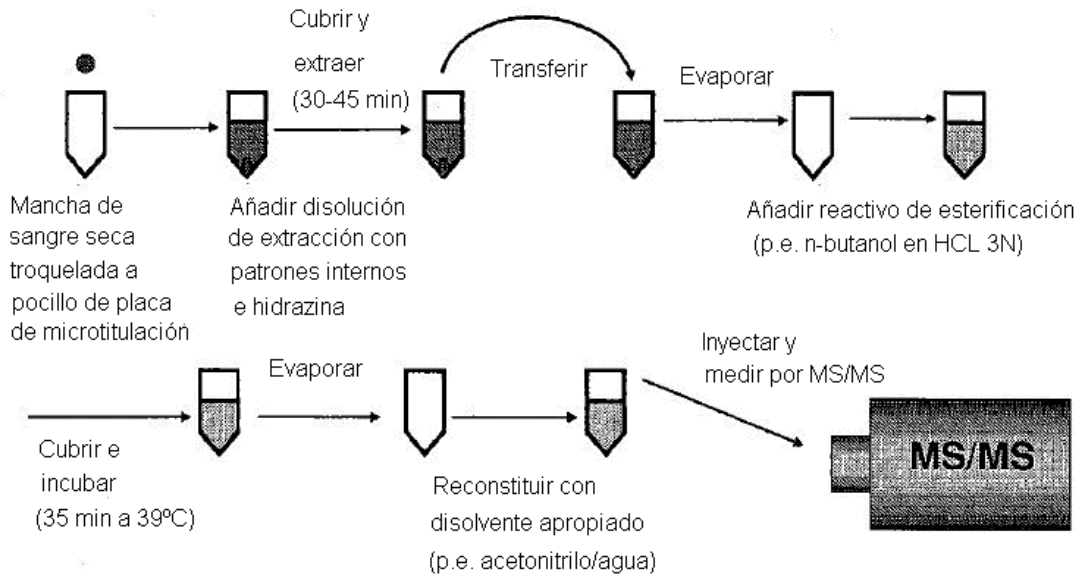 Cubrir y
extraer
(30-45 min)
Transferir
Evaporar
Mancha de
sangre seca
troquelada a
pocillo de placa
de microtitulación
Añadir disolución
de extracción con
patrones internos
e hidrazina
Añadir reactivo de esterificación
(p.e. n-butanol en HCL 3N)
Cubrir e
incubar
(35 min a 39ºC)
Evaporar
Reconstituir con
disolvente apropiado
(p.e. acetonitrilo/agua)
Inyectar y
medir por MS/MS
MS/MS